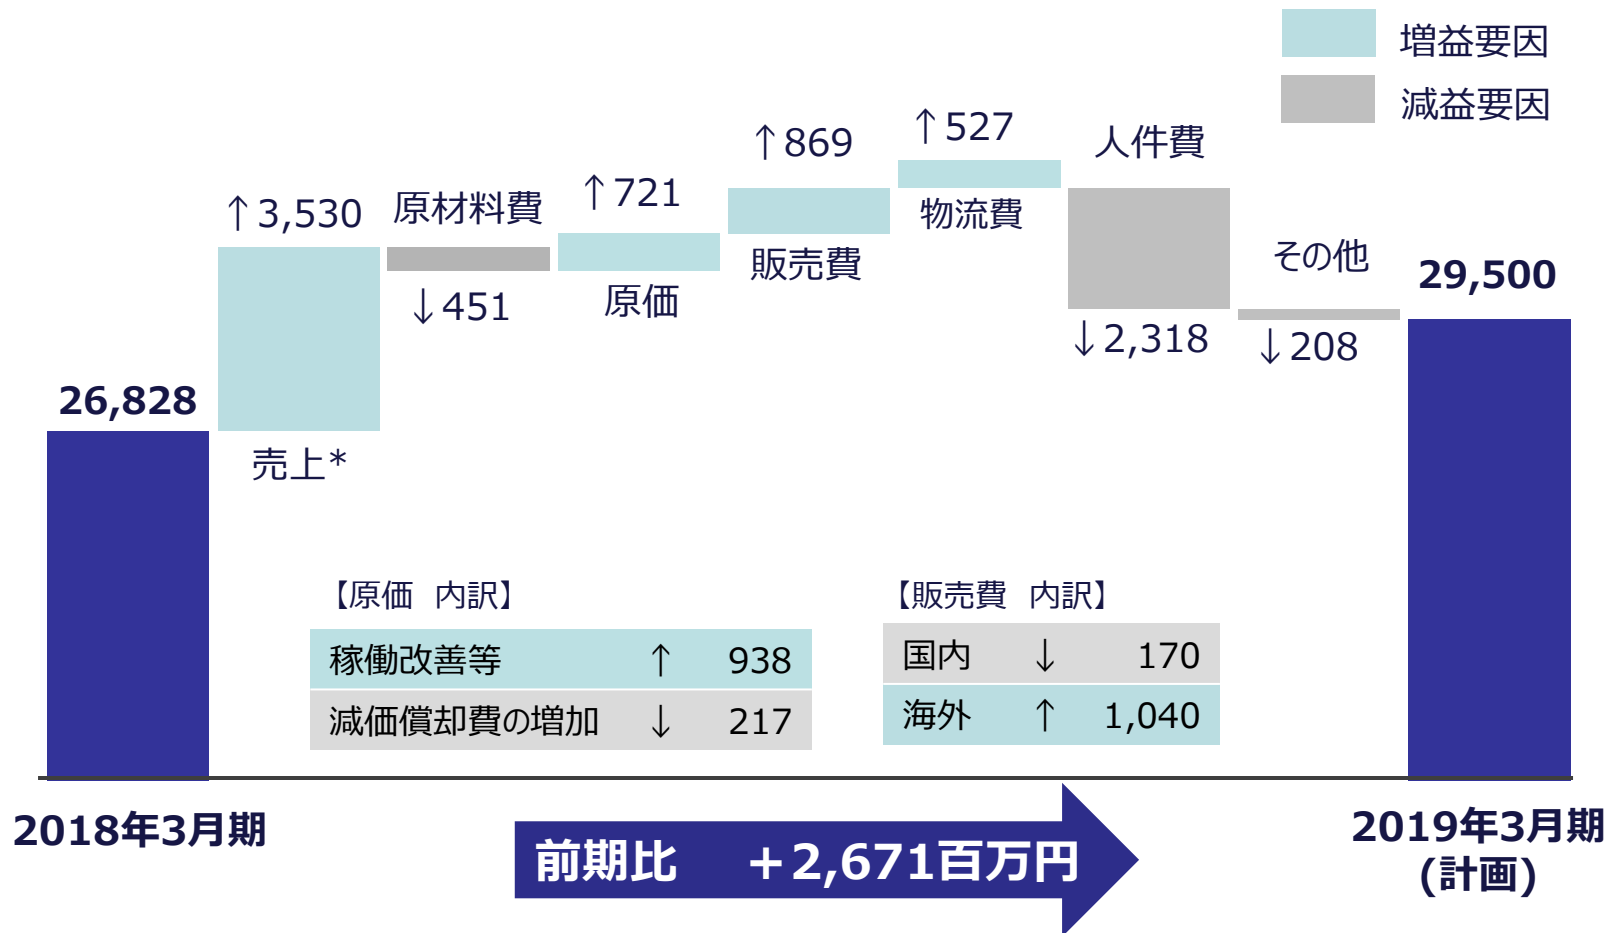 増益要因
減益要因
↑3,530
売上*
原材料費
↓451
↑721
原価
↑869
販売費
↑527
物流費
人件費
↓2,318
その他
↓208
26,828
29,500
【原価 内訳】
稼働改善等 ↑ 938
減価償却費の増加 ↓ 217
【販売費 内訳】
国内 ↓ 170
海外 ↑ 1,040
2018年3月期
前期比 +2,671百万円
2019年3月期
(計画)